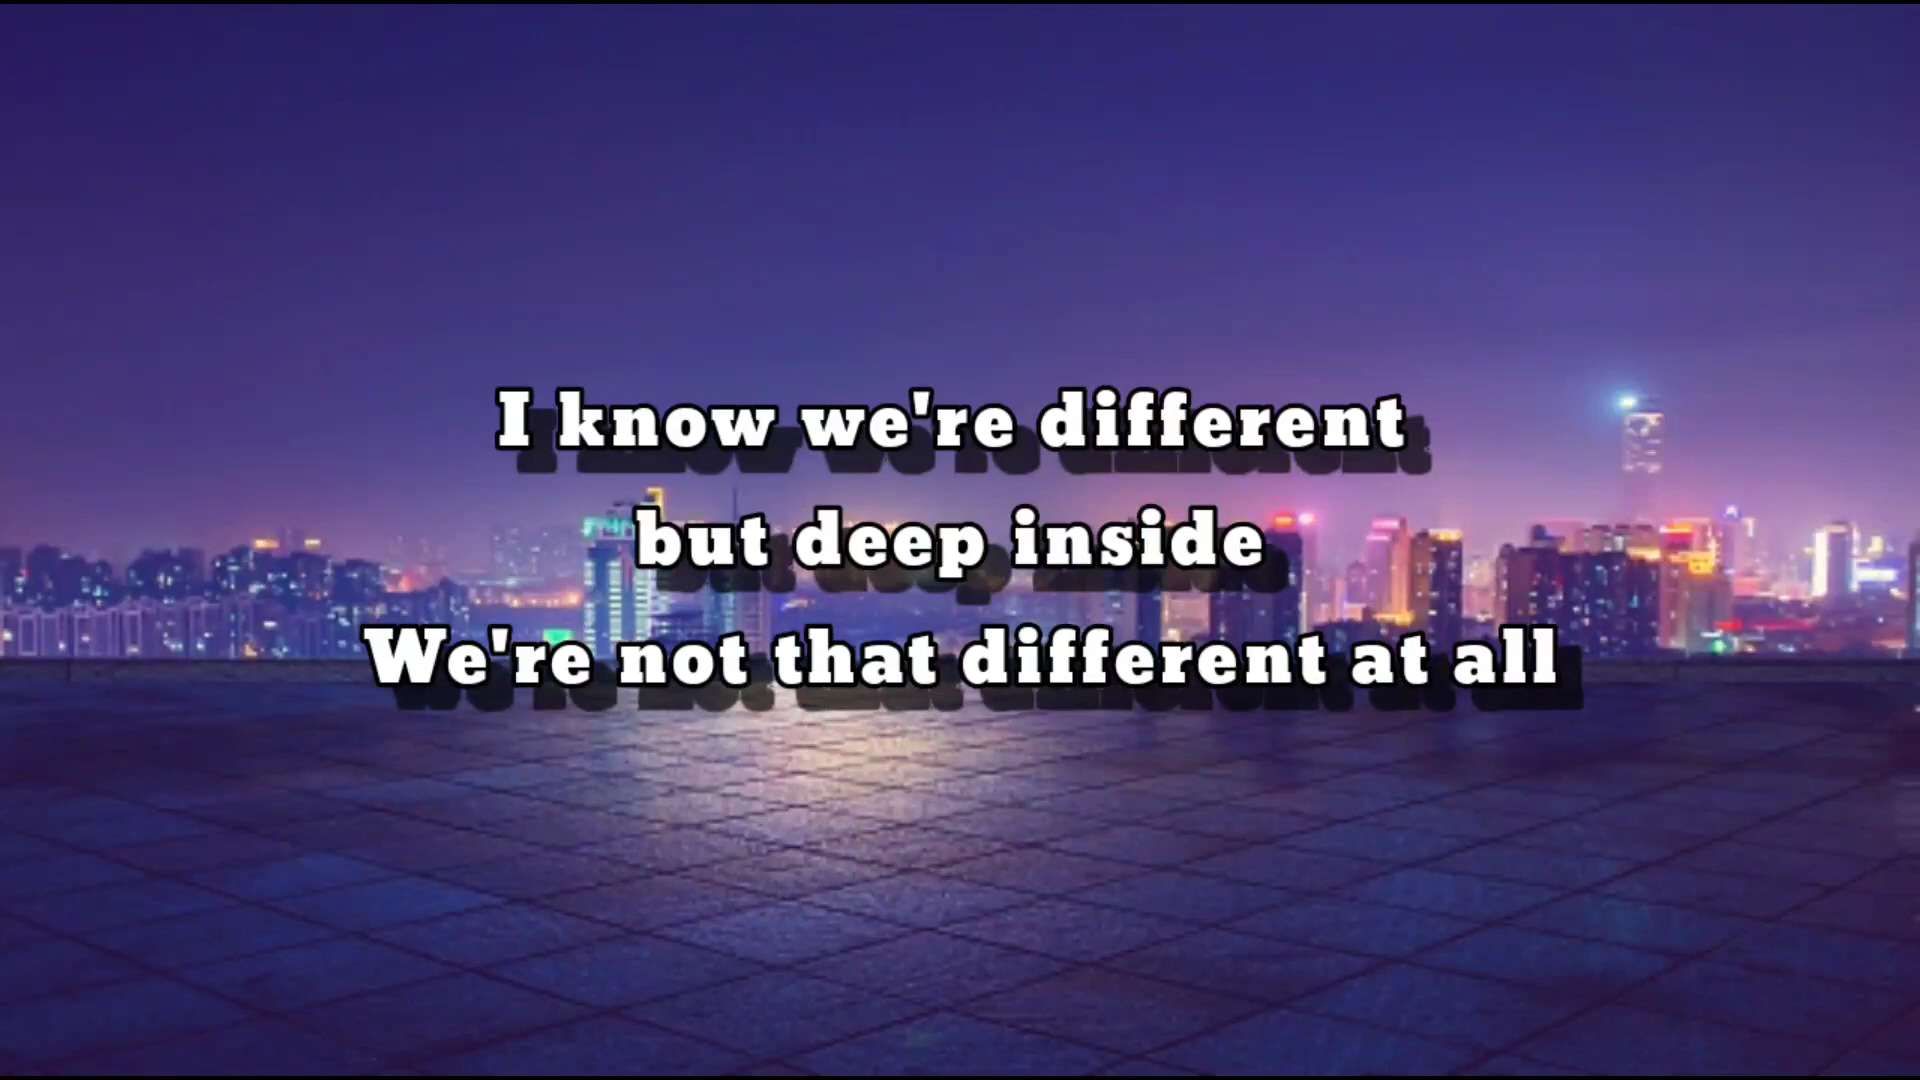 I know we're different
but deep inside
We're not that different at all